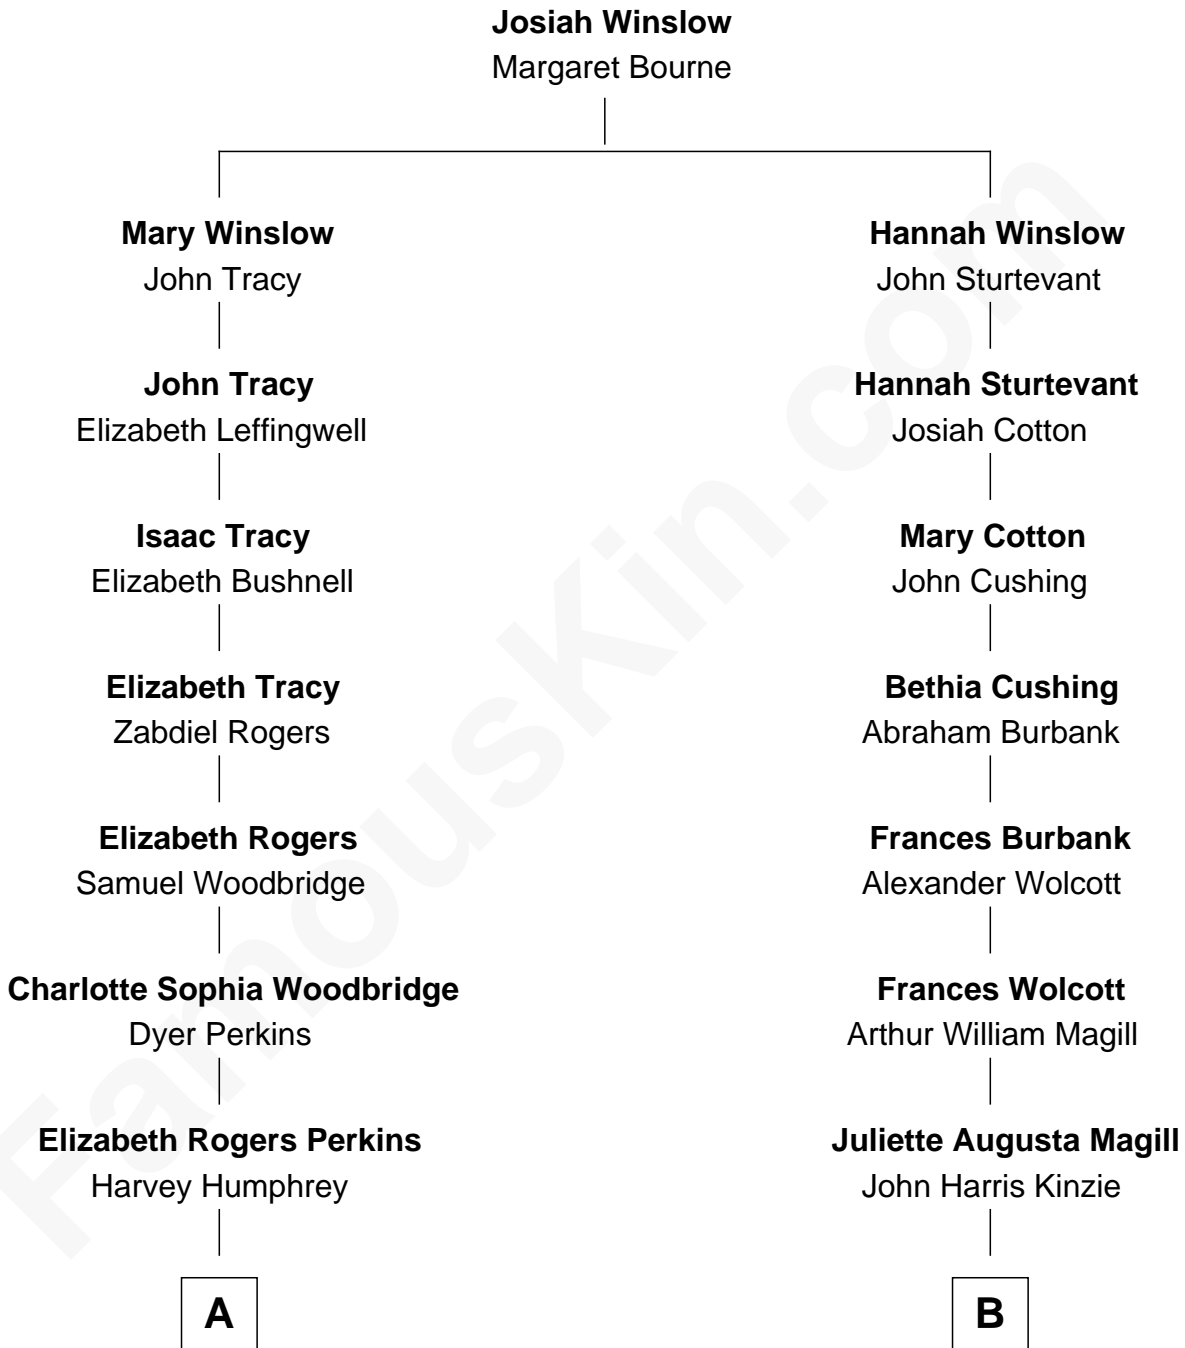 Josiah Winslow
Margaret Bourne
Mary Winslow
John Tracy
Hannah Winslow
John Sturtevant
John Tracy
Elizabeth Leffingwell
Hannah Sturtevant
Josiah Cotton
Isaac Tracy
Elizabeth Bushnell
Mary Cotton
John Cushing
Elizabeth Tracy
Zabdiel Rogers
Bethia Cushing
Abraham Burbank
Elizabeth Rogers
Samuel Woodbridge
Frances Burbank
Alexander Wolcott
Charlotte Sophia Woodbridge
Dyer Perkins
Frances Wolcott
Arthur William Magill
Elizabeth Rogers Perkins
Harvey Humphrey
Juliette Augusta Magill
John Harris Kinzie
A
B
FamousKin.com